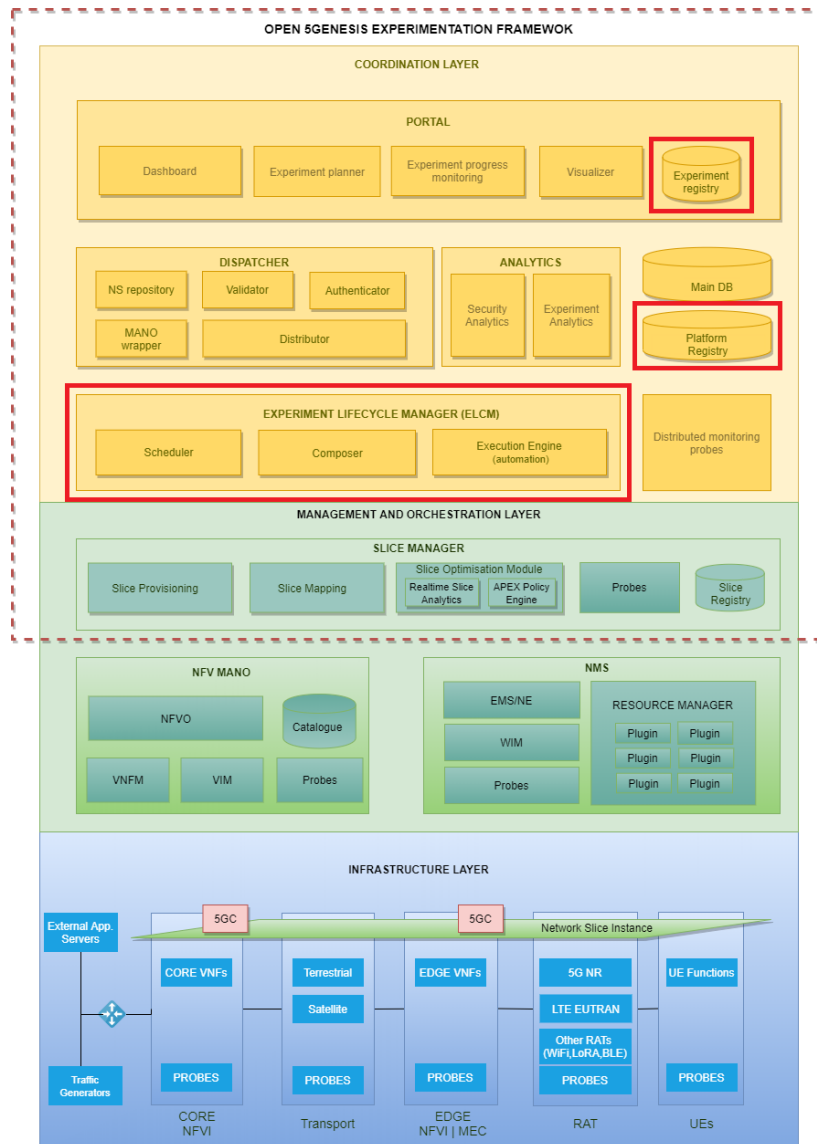 OPEN 5GENESIS EXPERIMENTATION FRAMEWOK
COORDINATION LAYER
PORTAL
Dashboard
Experiment planner
Experiment progress
monitoring
Visualizer
Experiment
registry
DISPATCHER
NS repository
Validator
Authenticator
MANO
wrapper
Distributor
ANALYTICS
Security
Analytics
Experiment
Analytics
Main DB
Platform
Registry
EXPERIMENT LIFECYCLE MANAGER (ELCM)
Scheduler
Composer
Execution Engine
(automation)
Distributed monitoring
probes
MANAGEMENT AND ORCHESTRATION LAYER
SLICE MANAGER
Slice Provisioning
Slice Mapping
Slice Optimisation Module
Realtime Slice
Analytics
APEX Policy
Engine
Probes
Slice
Registry
NFV MANO
NFVO
Catalogue
VNFM
VIM
Probes
NMS
EMS/NE
WIM
Probes
RESOURCE MANAGER
Plugin
Plugin
Plugin
Plugin
Plugin
Plugin
INFRASTRUCTURE LAYER
External App.
Servers
Traffic
Generators
5GC
5GC
Network Slice Instance
CORE VNFs
PROBES
CORE
NFVI
Terrestrial
Satellite
PROBES
Transport
EDGE VNFs
PROBES
EDGE
NFVI | MEC
5G NR
LTE EUTRAN
Other RATs
(WiFi,LoRA,BLE)
PROBES
RAT
UE Functions
PROBES
UEs